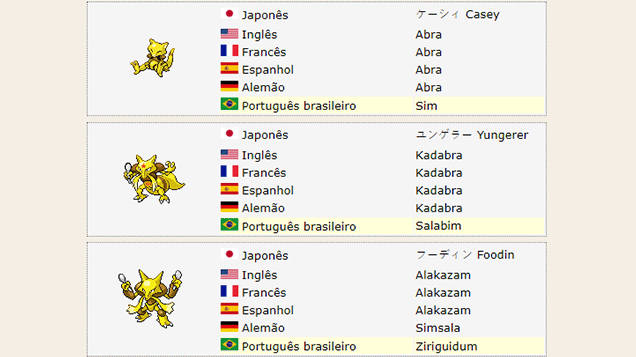 Japonês ケーシィ Casey
Inglês Abra
Francês Abra
Espanhol Abra
Alemão Abra
Português brasileiro Sim
Japonês ユンゲラー Yungerer
Inglês Kadabra
Francês Kadabra
Espanhol Kadabra
Alemão Kadabra
Português brasileiro Salabim
Japonês フーディン Foodin
Inglês Alakazam
Francês Alakazam
Espanhol Alakazam
Alemão Simsala
Português brasileiro Ziriguidum